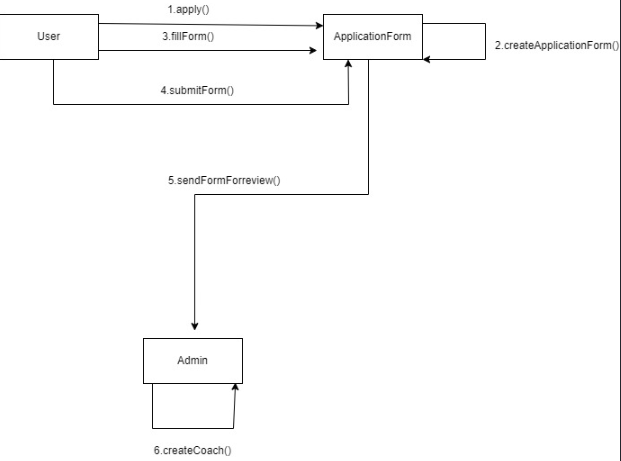 1.apply()
User
3.fillForm()
ApplicationForm
2.createApplicationForm()
4.submitForm()
5.sendFormForreview()
Admin
6.createCoach()